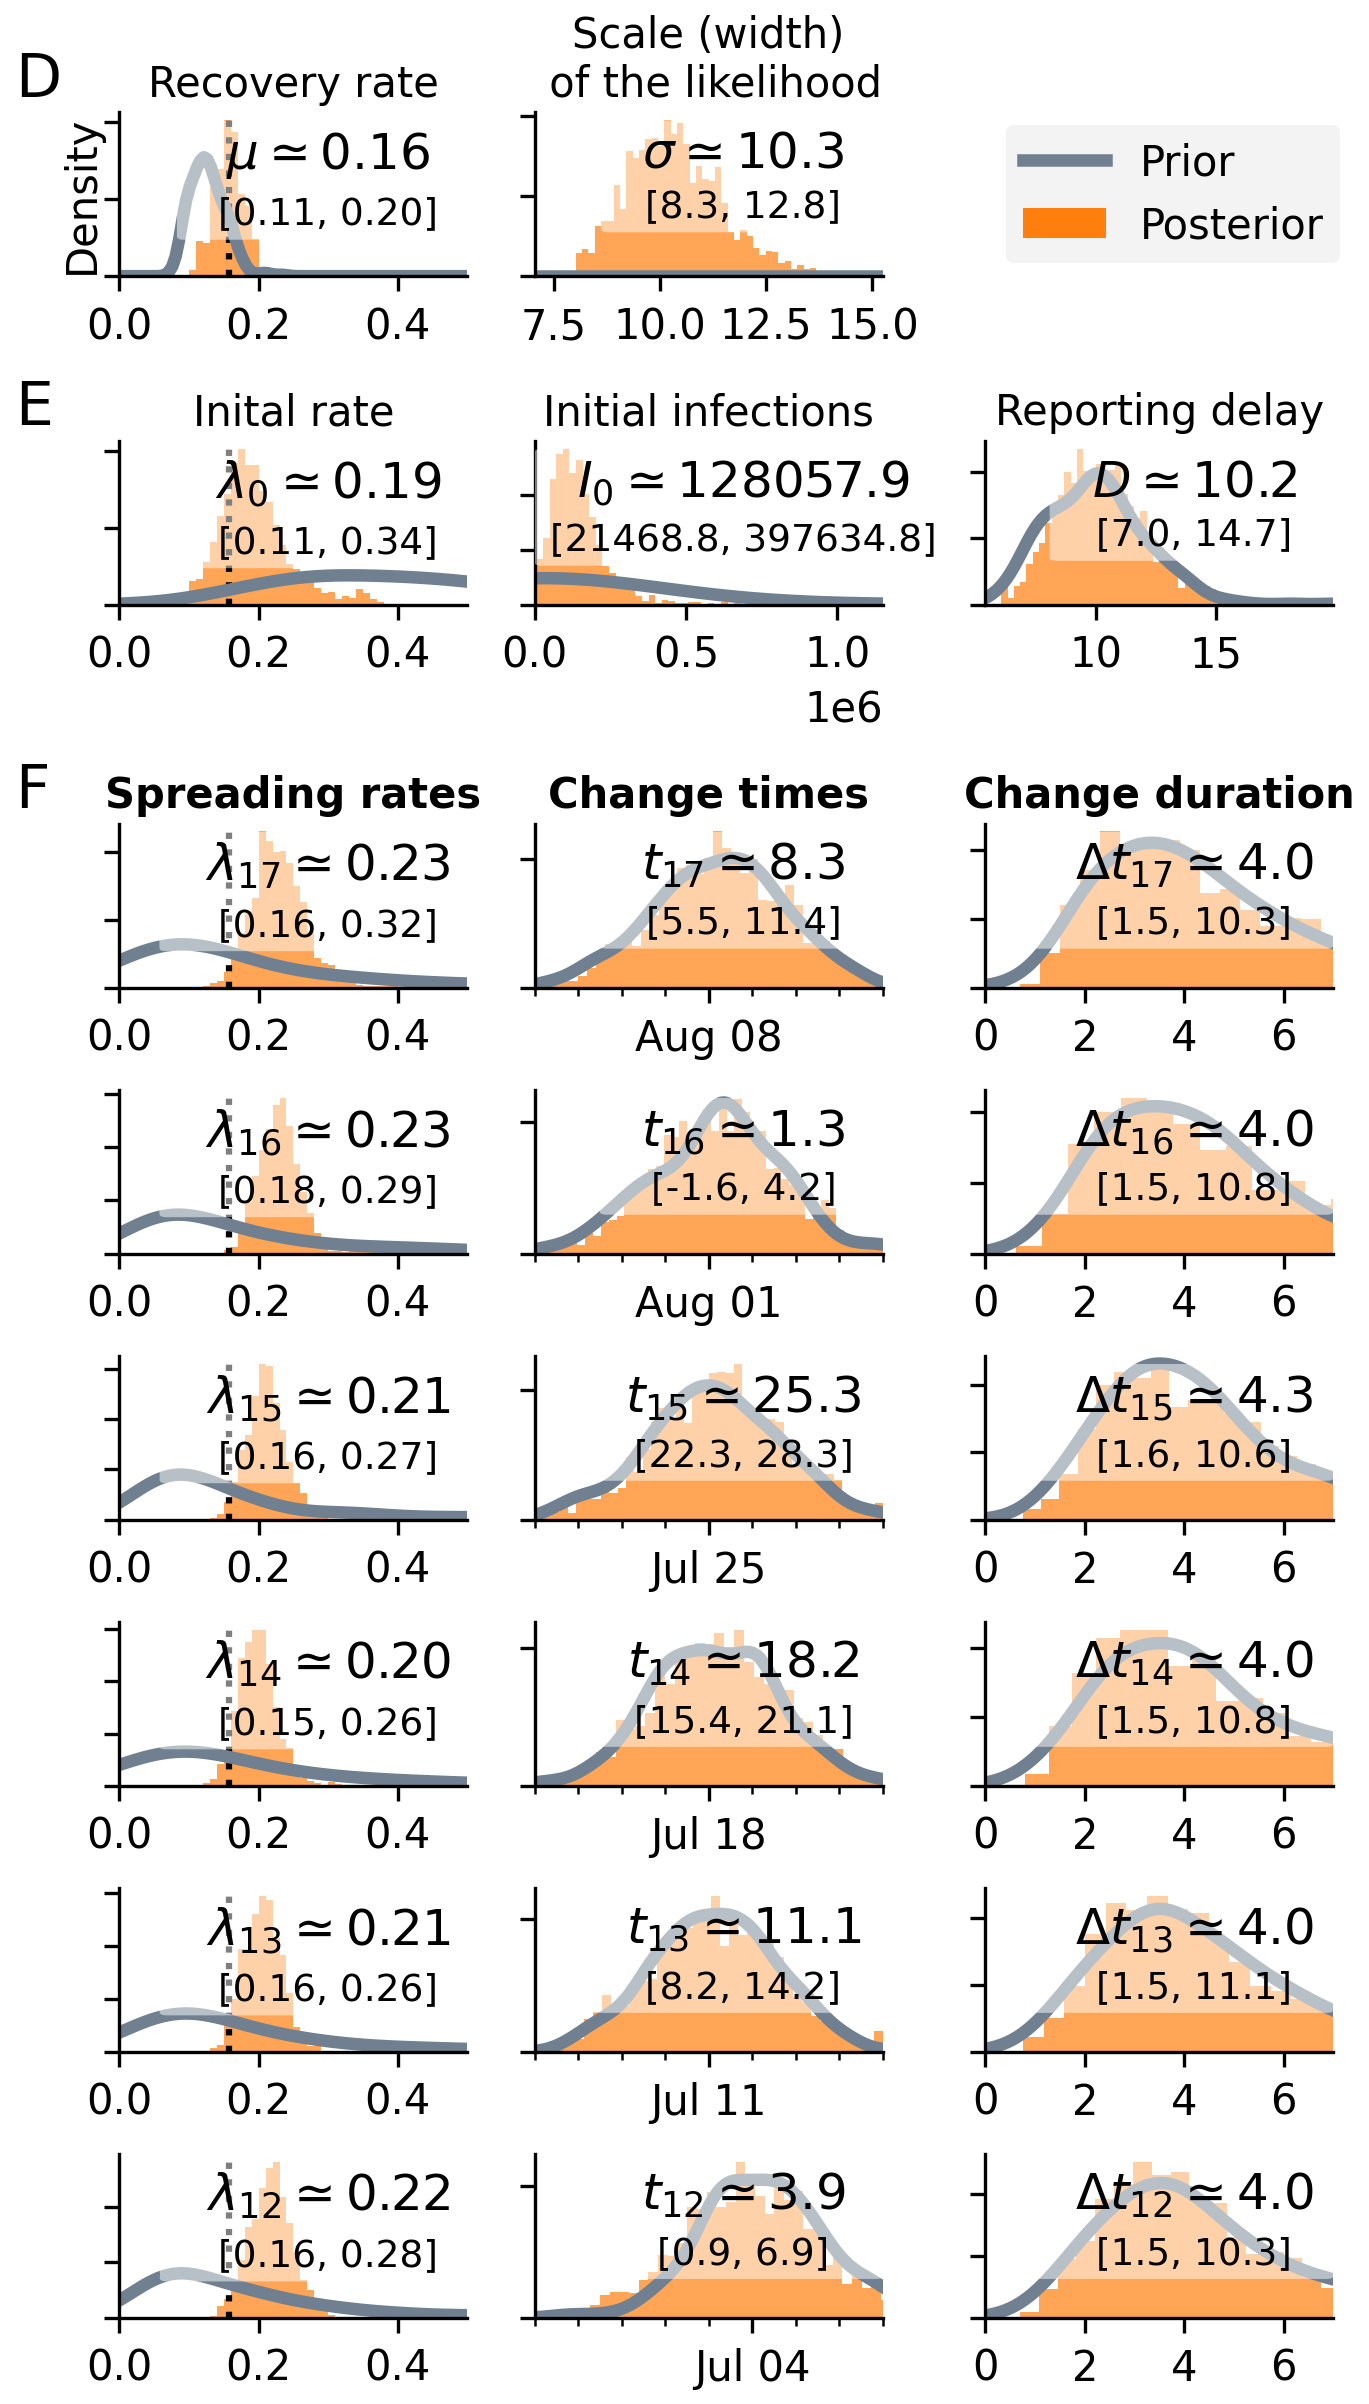 D
Recovery rate
Scale (width)
of the likelihood
Density
μ ≃ 0.16
[0.11, 0.20]
σ ≃ 10.3
[8.3, 12.8]
Prior
Posterior
0.0 0.2 0.4
7.5 10.0 12.5 15.0
E
Inital rate
Initial infections
Reporting delay
λ0 ≃ 0.19
[0.11, 0.34]
I0 ≃ 128057.9
[21468.8, 397634.8]
D ≃ 10.2
[7.0, 14.7]
0.0 0.2 0.4
0.0 0.5 1.0
1e6
10 15
F
Spreading rates
Change times
Change duration
λ17 ≃ 0.23
[0.16, 0.32]
t17 ≃ 8.3
[5.5, 11.4]
Δt17 ≃ 4.0
[1.5, 10.3]
0.0 0.2 0.4
Aug 08
0 2 4 6
λ16 ≃ 0.23
[0.18, 0.29]
t16 ≃ 1.3
[-1.6, 4.2]
Δt16 ≃ 4.0
[1.5, 10.8]
0.0 0.2 0.4
Aug 01
0 2 4 6
λ15 ≃ 0.21
[0.16, 0.27]
t15 ≃ 25.3
[22.3, 28.3]
Δt15 ≃ 4.3
[1.6, 10.6]
0.0 0.2 0.4
Jul 25
0 2 4 6
λ14 ≃ 0.20
[0.15, 0.26]
t14 ≃ 18.2
[15.4, 21.1]
Δt14 ≃ 4.0
[1.5, 10.8]
0.0 0.2 0.4
Jul 18
0 2 4 6
λ13 ≃ 0.21
[0.16, 0.26]
t13 ≃ 11.1
[8.2, 14.2]
Δt13 ≃ 4.0
[1.5, 11.1]
0.0 0.2 0.4
Jul 11
0 2 4 6
λ12 ≃ 0.22
[0.16, 0.28]
t12 ≃ 3.9
[0.9, 6.9]
Δt12 ≃ 4.0
[1.5, 10.3]
0.0 0.2 0.4
Jul 04
0 2 4 6